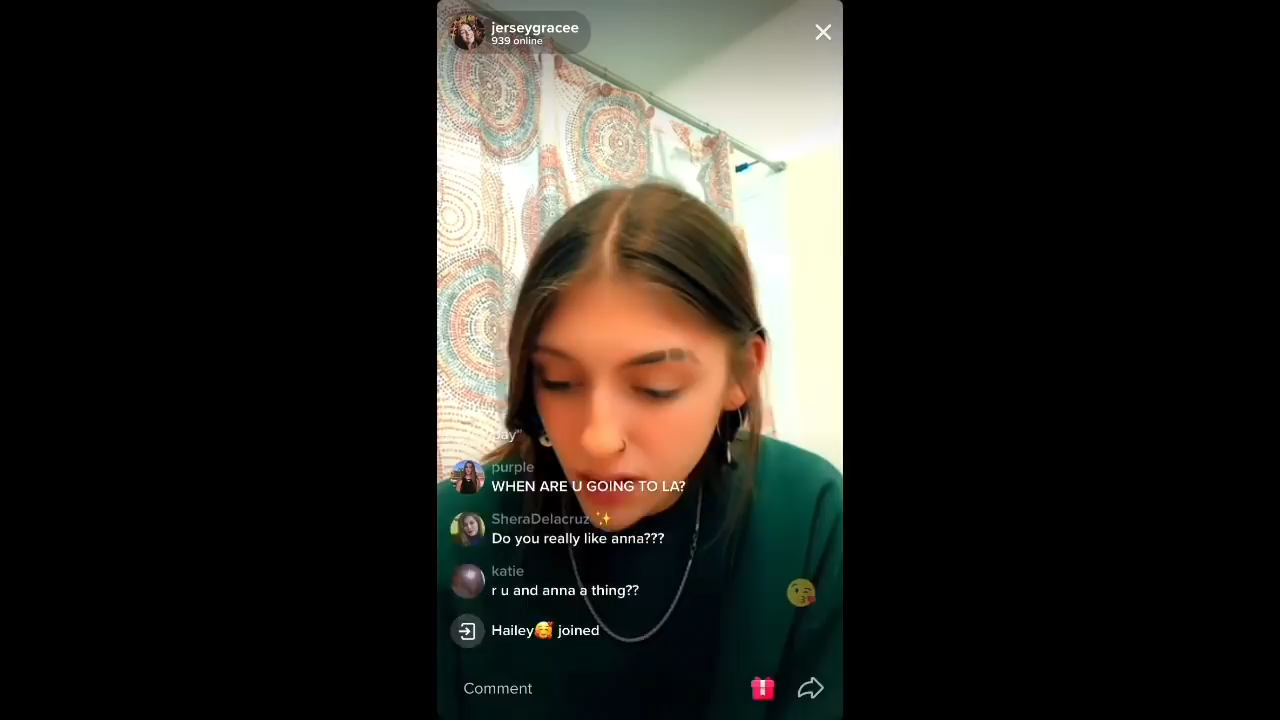 jerseygracee
939 online
pay"
purple
WHEN ARE U GOING TO LA?
SheraDelacruz ✨
Do you really like anna???
katie
r u and anna a thing??
Hailey🥰 joined
Comment